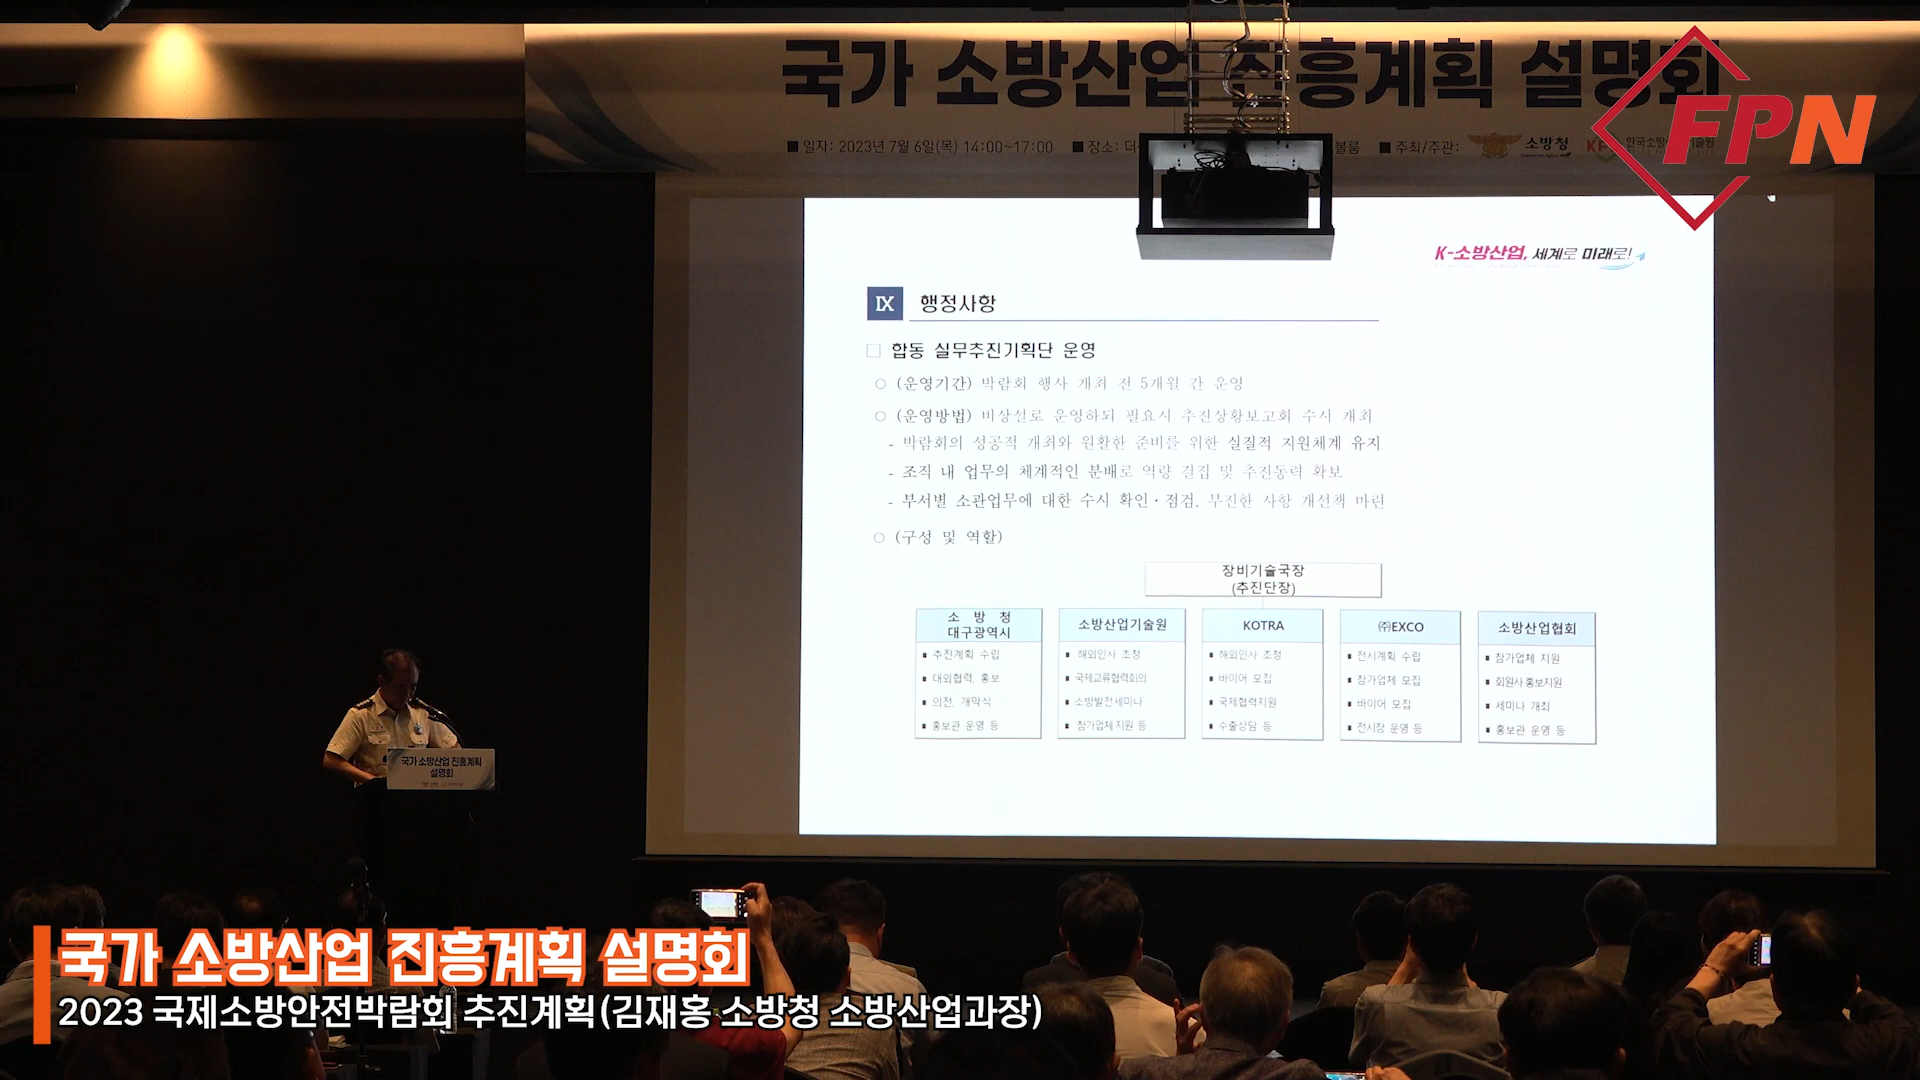 국가 소방산업 진흥계획 설명회
■ 일자: 2023년 7월 6일(목) 14:00~17:00 ■ 장소: 더 볼룸 ■ 주최/주관: 소방청
FPN
K-소방산업, 세계로 미래로!
Ⅸ 행정사항
□ 합동 실무추진기획단 운영
○ (운영기간) 박람회 행사 개최 전 5개월 간 운영
○ (운영방법) 비상설로 운영하되 필요시 추진상황보고회 수시 개최
- 박람회의 성공적 개최와 원활한 준비를 위한 실질적 지원체계 유지
- 조직 내 업무의 체계적인 분배로 역량 결집 및 추진동력 확보
- 부서별 소관업무에 대한 수시 확인·점검, 부진한 사항 개선책 마련
○ (구성 및 역할)
장비기술국장
(추진단장)
소 방 청
대구광역시
▪ 추진계획 수립
▪ 대외협력, 홍보
▪ 의전, 개막식
▪ 홍보관 운영 등
소방산업기술원
▪ 해외인사 초청
▪ 국제교류협력회의
▪ 소방발전세미나
▪ 참가업체 지원 등
KOTRA
▪ 해외인사 초청
▪ 바이어 모집
▪ 국제협력지원
▪ 수출상담 등
㈜EXCO
▪ 전시계획 수립
▪ 참가업체 모집
▪ 바이어 모집
▪ 전시장 운영 등
소방산업협회
▪ 참가업체 지원
▪ 회원사 홍보지원
▪ 세미나 개최
▪ 홍보관 운영 등
국가 소방산업 진흥계획
설명회
국가 소방산업 진흥계획 설명회
2023 국제소방안전박람회 추진계획(김재홍 소방청 소방산업과장)